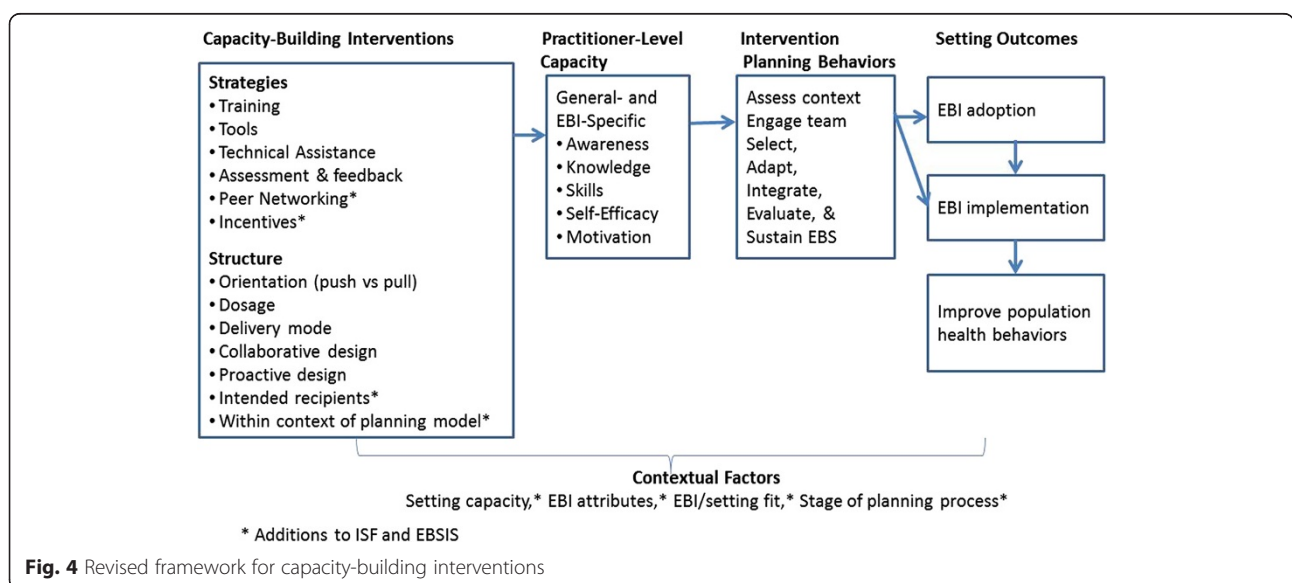 Capacity-Building Interventions
Strategies
• Training
• Tools
• Technical Assistance
• Assessment & feedback
• Peer Networking*
• Incentives*
Structure
• Orientation (push vs pull)
• Dosage
• Delivery mode
• Collaborative design
• Proactive design
• Intended recipients*
• Within context of planning model*
Practitioner-Level
Capacity
General- and
EBI-Specific
• Awareness
• Knowledge
• Skills
• Self-Efficacy
• Motivation
Intervention
Planning Behaviors
Assess context
Engage team
Select,
Adapt,
Integrate,
Evaluate, &
Sustain EBS
Setting Outcomes
EBI adoption
EBI implementation
Improve population
health behaviors
Contextual Factors
Setting capacity,* EBI attributes,* EBI/setting fit,* Stage of planning process*
* Additions to ISF and EBSIS
Fig. 4 Revised framework for capacity-building interventions